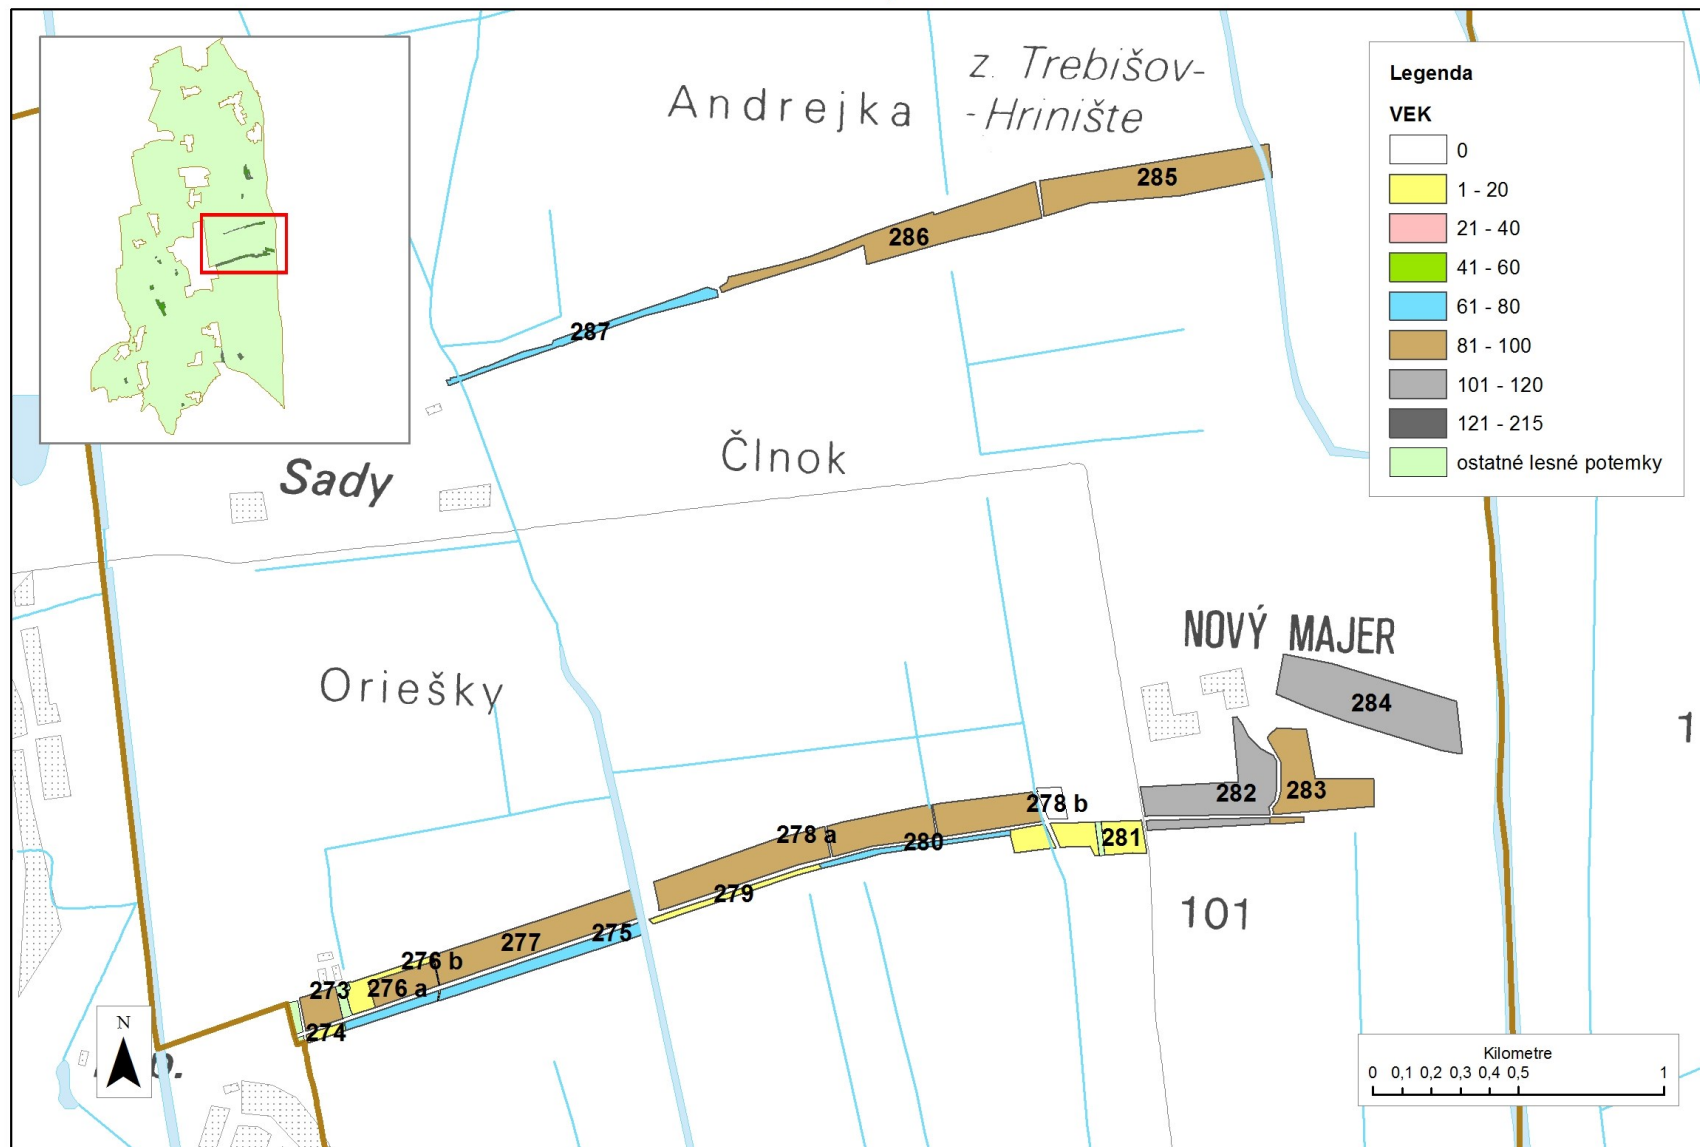 Andrejka
z. Trebišov-
-Hrinište
Legenda
VEK
0
1 - 20
21 - 40
41 - 60
61 - 80
81 - 100
101 - 120
121 - 215
ostatné lesné potemky
285
286
287
Sady
Člnok
Oriešky
NOVÝ MAJER
284
1
282
283
278 b
278 a
280
281
279
101
277
275
276 b
276 a
273
274
N
Kilometre
0 0,1 0,2 0,3 0,4 0,5 1